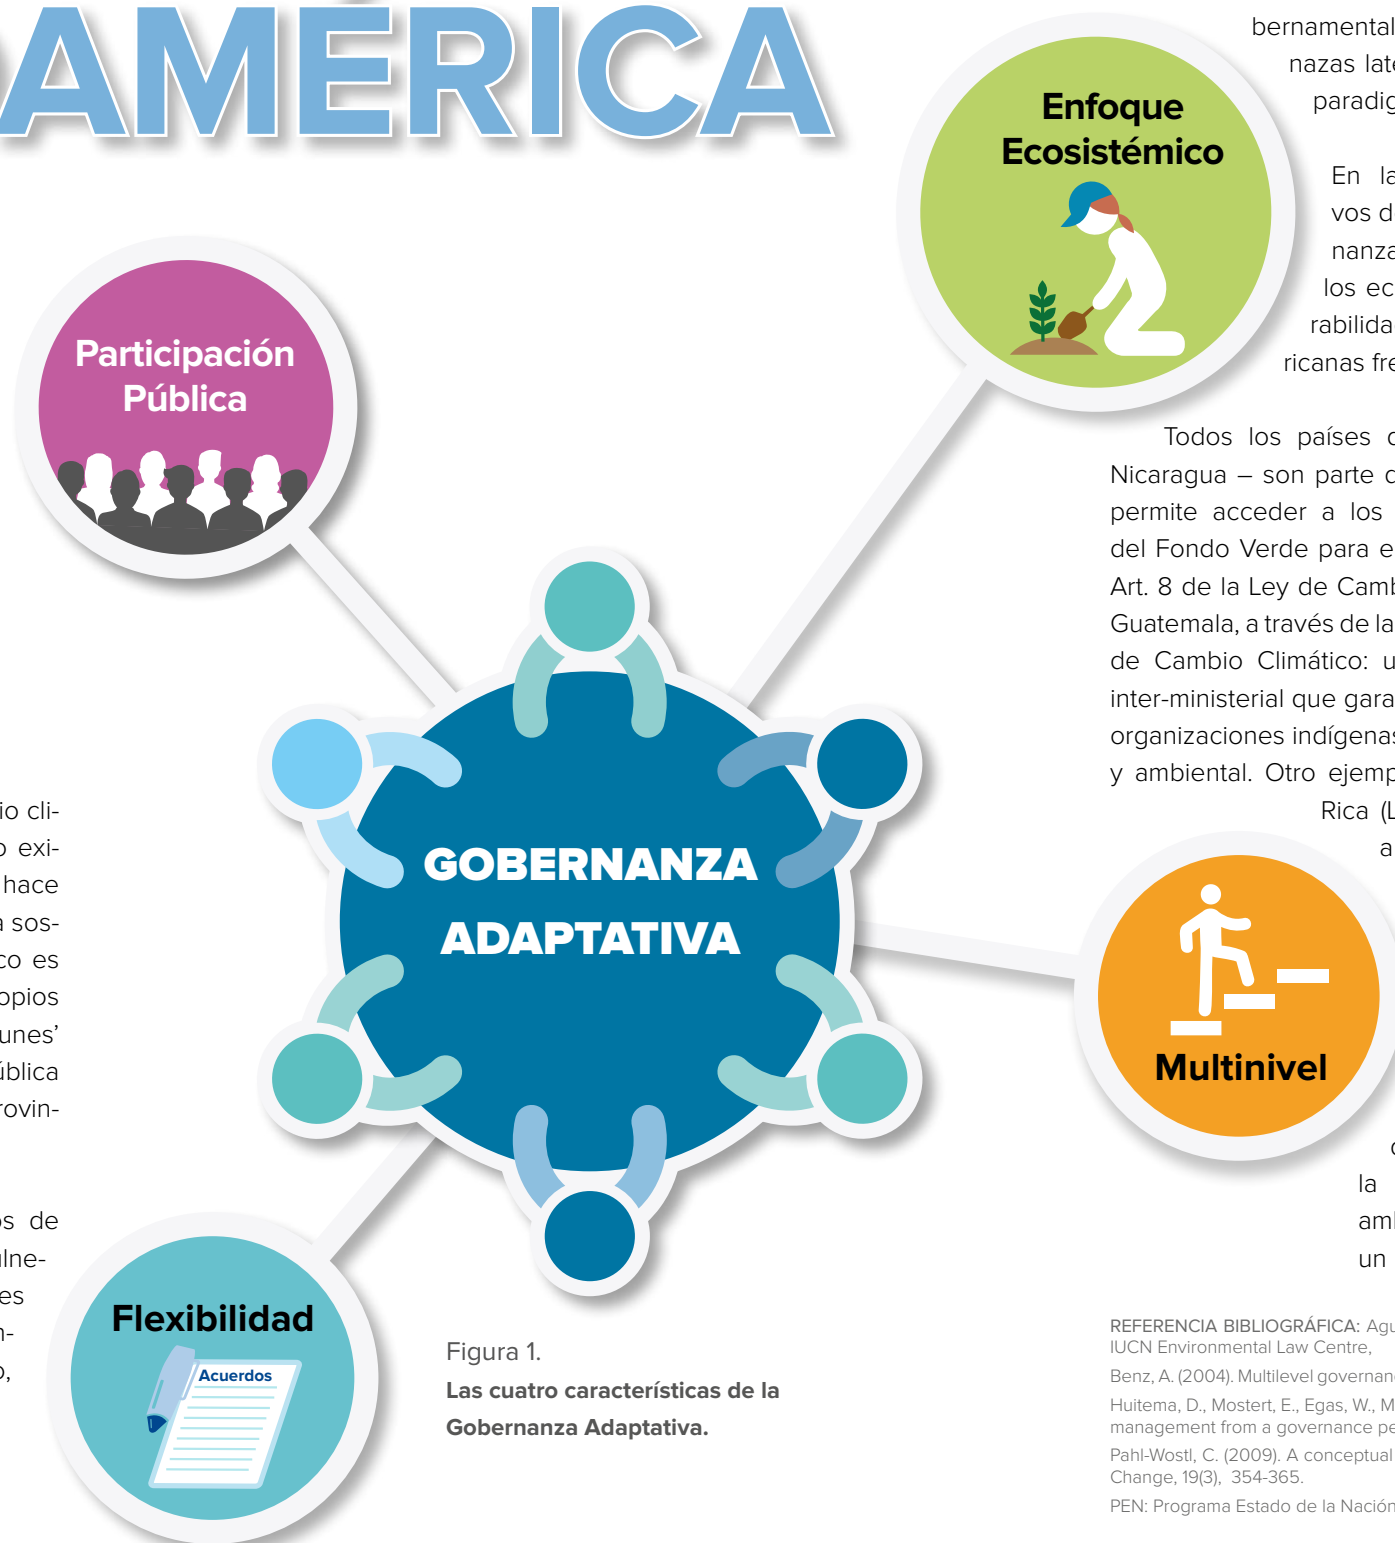 AMÉRICA
bernamental
nazas late
paradig
Enfoque
Ecosistémico
En la
vos d
nanza
los ec
rabilida
ricanas fre
Participación
Pública
Todos los países
Nicaragua – son parte
permite acceder a los
del Fondo Verde para e
Art. 8 de la Ley de Camb
Guatemala, a través de la
de Cambio Climático: u
inter-ministerial que gara
organizaciones indígenas
y ambiental. Otro ejemp
Rica (L
a
GOBERNANZA
ADAPTATIVA
io cli-
o exi-
hace
a sos-
co es
opios
unes’
ública
rovin-
Multinivel
la
amb
un
os de
ulne-
es
n-
o,
Flexibilidad
Acuerdos
Figura 1.
Las cuatro características de la
Gobernanza Adaptativa.
REFERENCIA BIBLIOGRÁFICA: Agu
IUCN Environmental Law Centre,
Benz, A. (2004). Multilevel governan
Huitema, D., Mostert, E., Egas, W., M
management from a governance pe
Pahl-Wostl, C. (2009). A conceptual
Change, 19(3), 354-365.
PEN: Programa Estado de la Nación